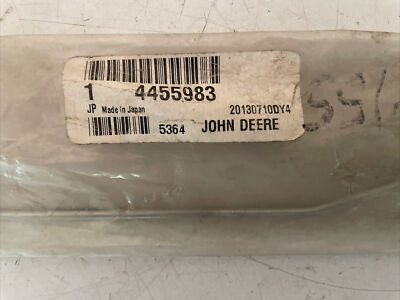 1 4455983
JP Made in Japan 20130710DY4
5364 JOHN DEERE